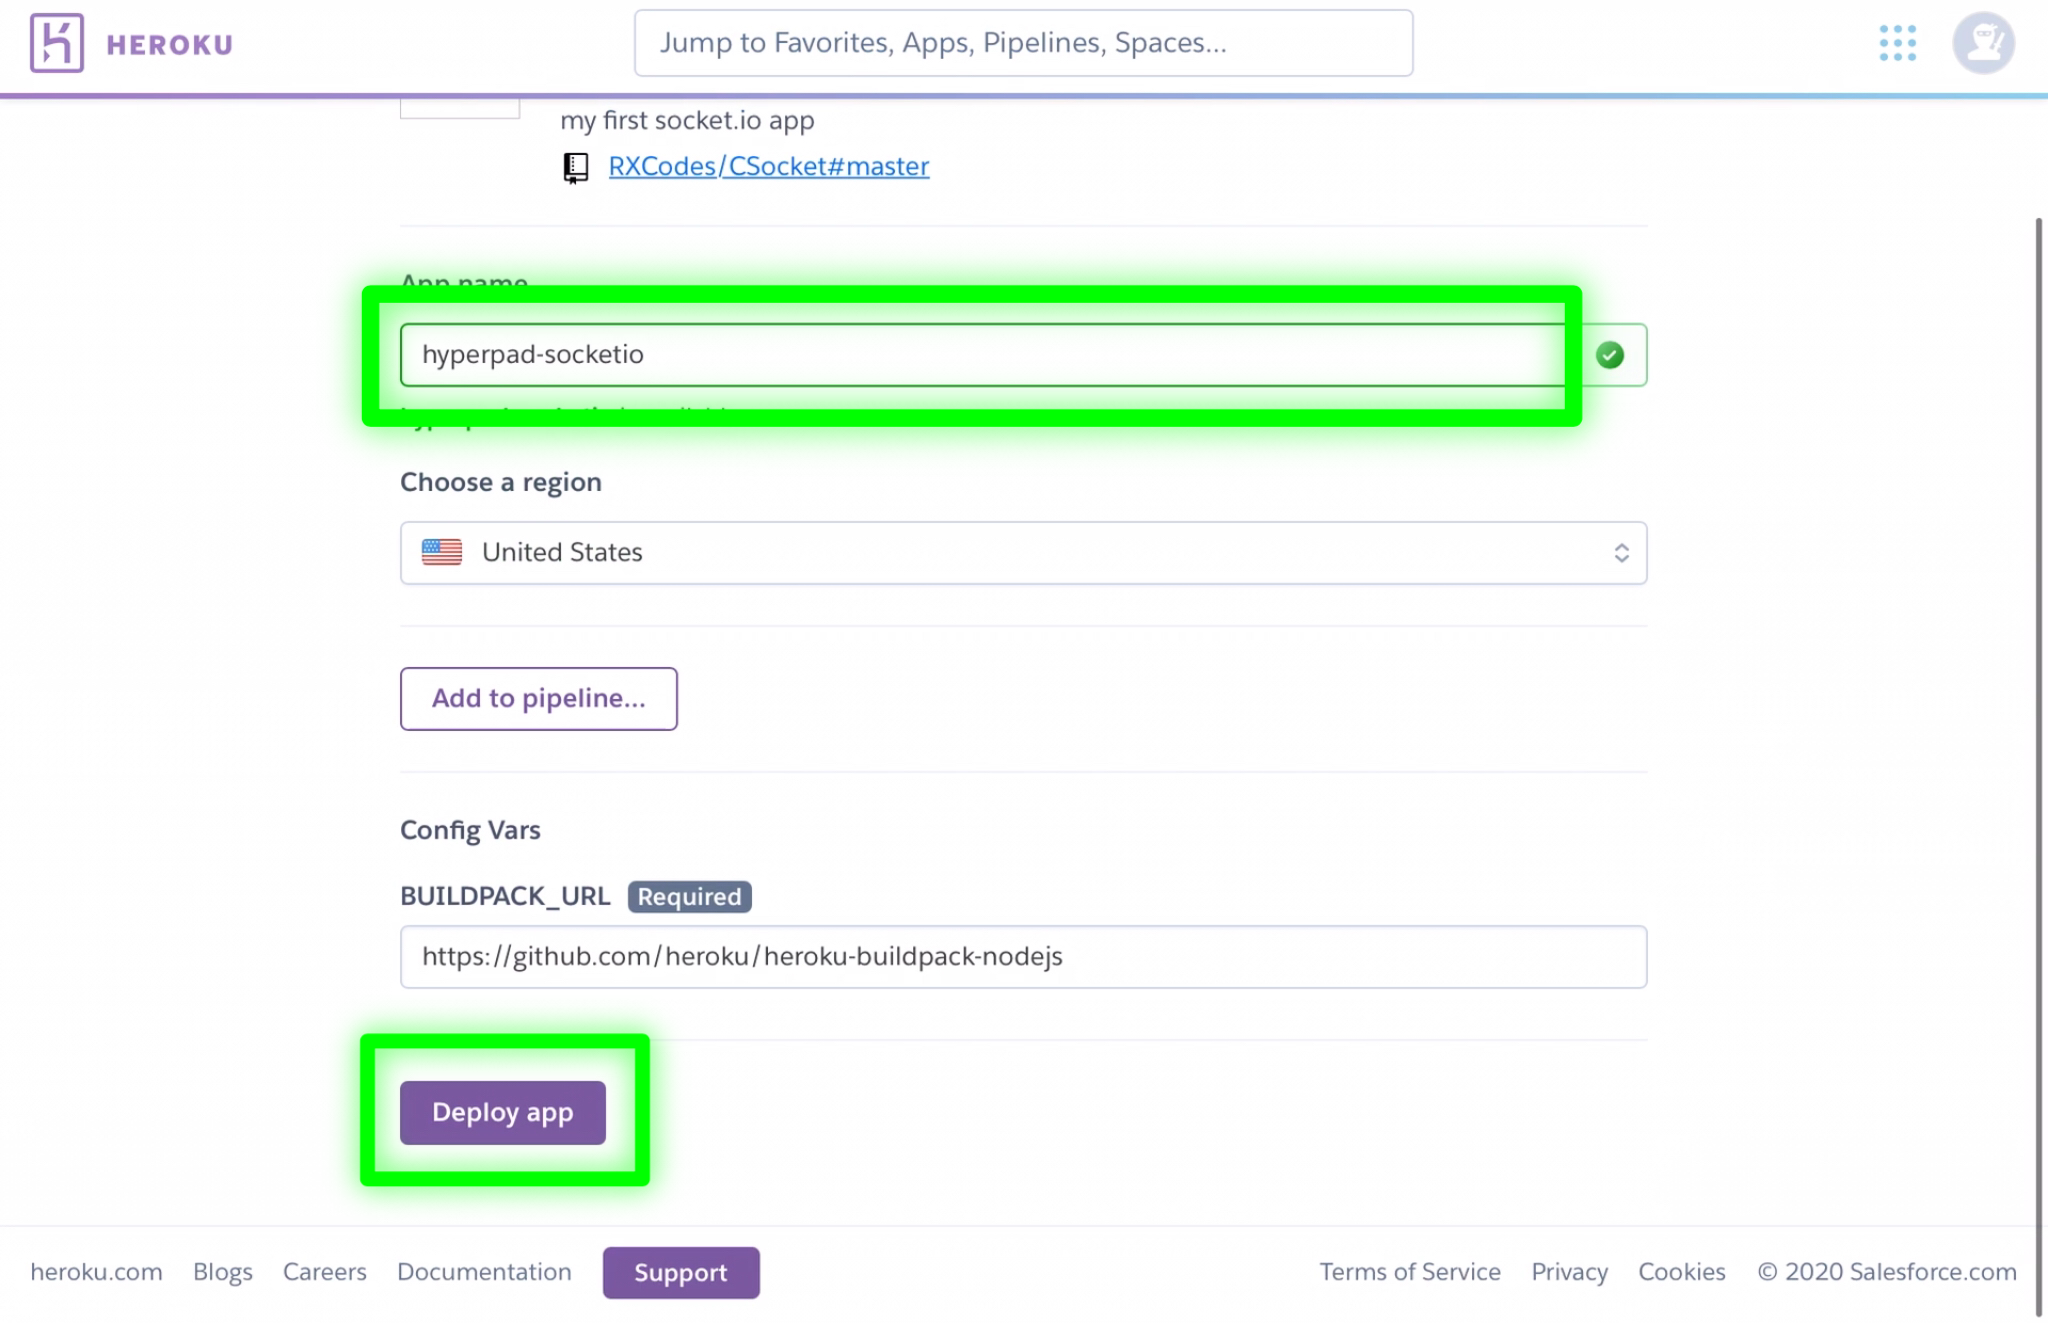 HEROKU
Jump to Favorites, Apps, Pipelines, Spaces...
my first socket.io app
RXCodes/CSocket#master
App name
hyperpad-socketio
Choose a region
United States
Add to pipeline...
Config Vars
BUILDPACK_URL Required
https://github.com/heroku/heroku-buildpack-nodejs
Deploy app
heroku.com Blogs Careers Documentation Support Terms of Service Privacy Cookies © 2020 Salesforce.com